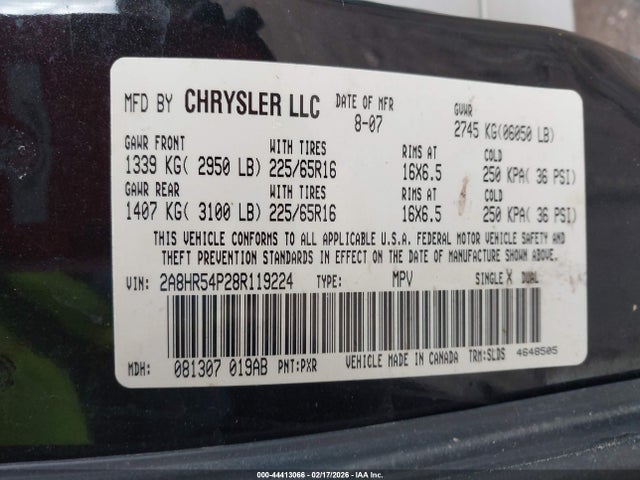 MFD BY CHRYSLER LLC DATE OF MFR GVWR
8-07 2745 KG(06050 LB)
GAWR FRONT WITH TIRES RIMS AT COLD
1339 KG( 2950 LB) 225/65R16 16X6.5 250 KPA( 36 PSI)
GAWR REAR WITH TIRES RIMS AT COLD
1407 KG( 3100 LB) 225/65R16 16X6.5 250 KPA( 36 PSI)
THIS VEHICLE CONFORMS TO ALL APPLICABLE U.S.A. FEDERAL MOTOR VEHICLE SAFETY AND
THEFT PREVENTION STANDARDS IN EFFECT ON THE DATE OF MANUFACTURE SHOWN ABOVE.
VIN: 2A8HR54P28R119224 TYPE: MPV SINGLE X DUAL
MDH: 081307 019AB PNT:PXR VEHICLE MADE IN CANADA TRM:SLDS 4648505
000-44413066 - 02/17/2026 - IAA Inc.